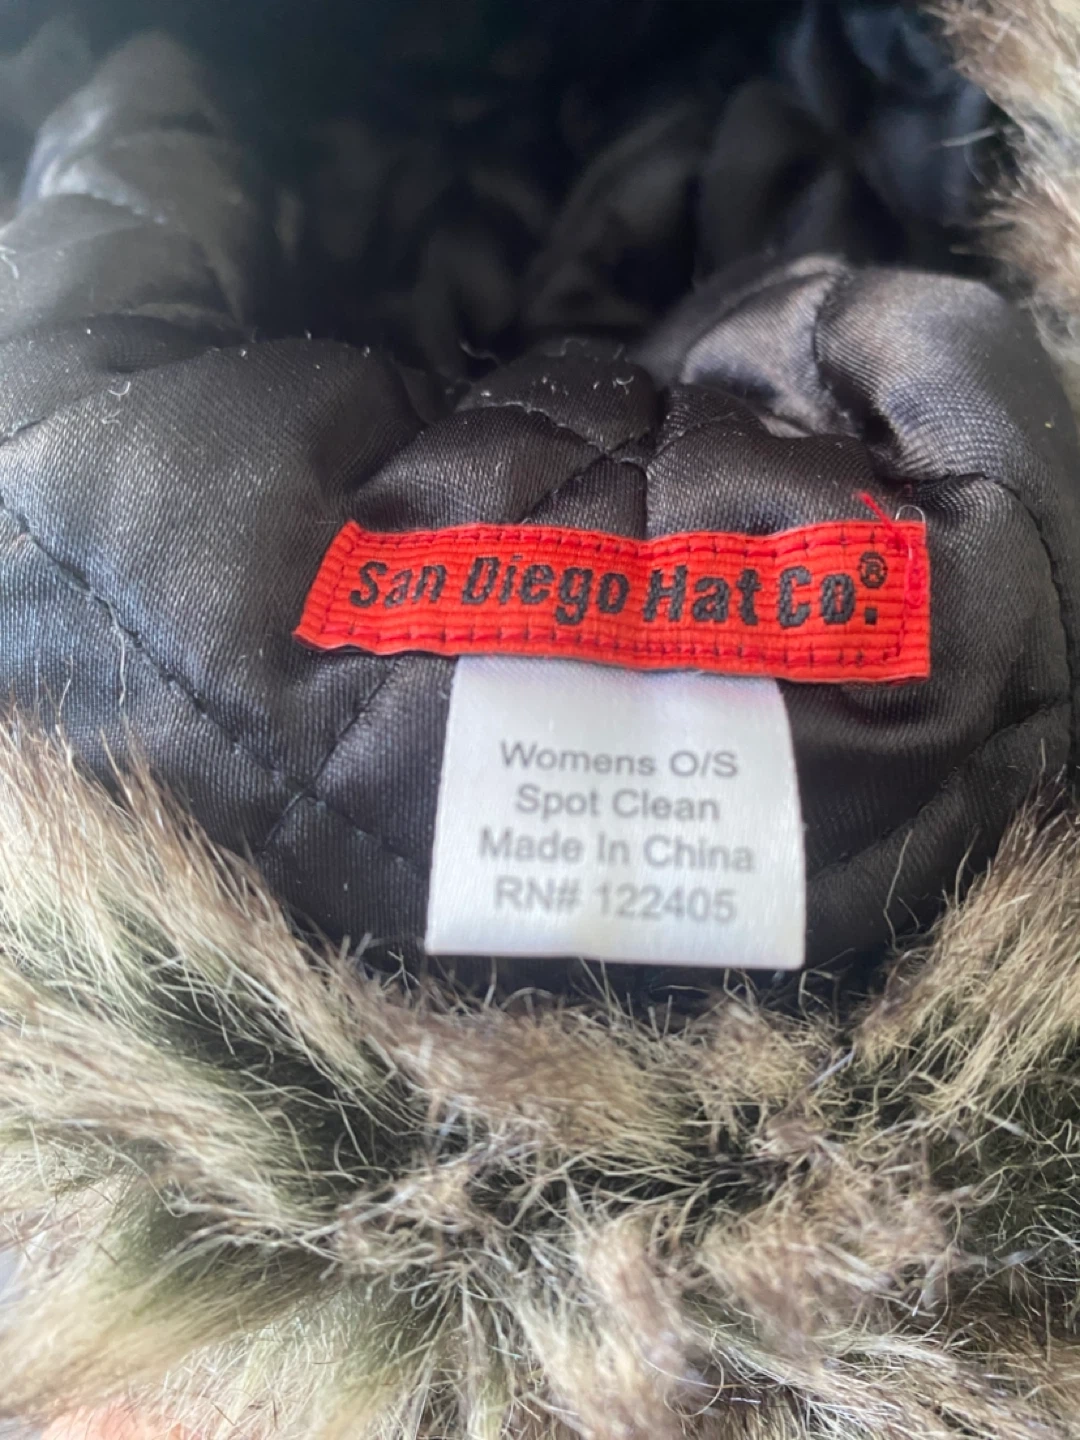 San Diego Hat Co.®
Womens O/S
Spot Clean
Made In China
RN# 122405